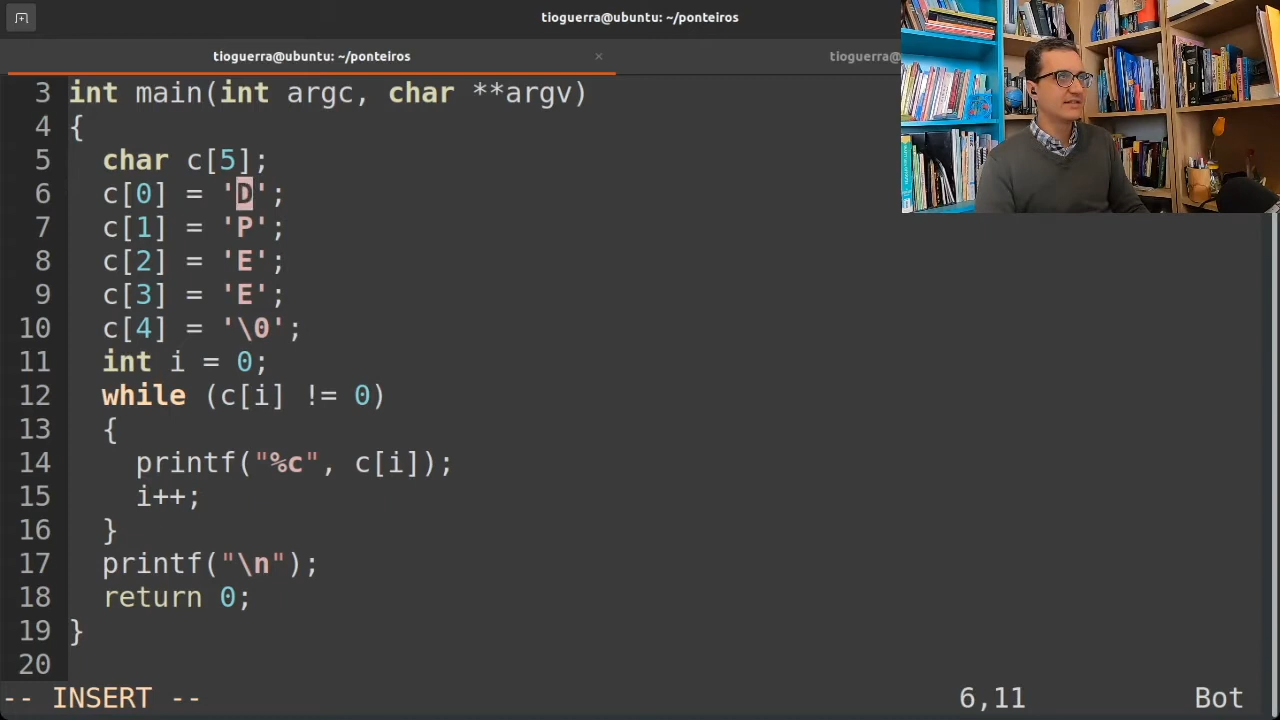 tioguerra@ubuntu: ~/ponteiros
tioguerra@ubuntu: ~/ponteiros × tioguerra@
3 int main(int argc, char **argv)
4 {
5 char c[5];
6 c[0] = 'D';
7 c[1] = 'P';
8 c[2] = 'E';
9 c[3] = 'E';
10 c[4] = '\0';
11 int i = 0;
12 while (c[i] != 0)
13 {
14 printf("%c", c[i]);
15 i++;
16 }
17 printf("\n");
18 return 0;
19 }
20
-- INSERT -- 6,11 Bot